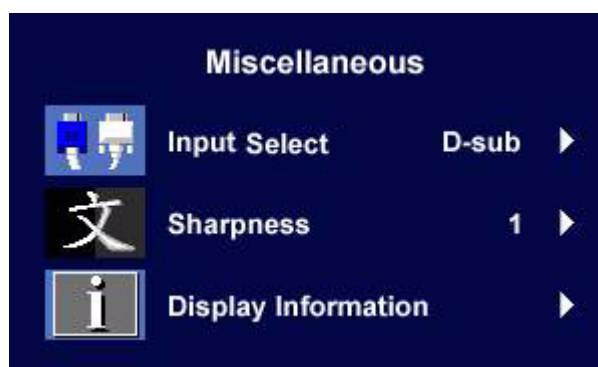 Miscellaneous
Input Select D-sub
文
Sharpness 1
i
Display Information